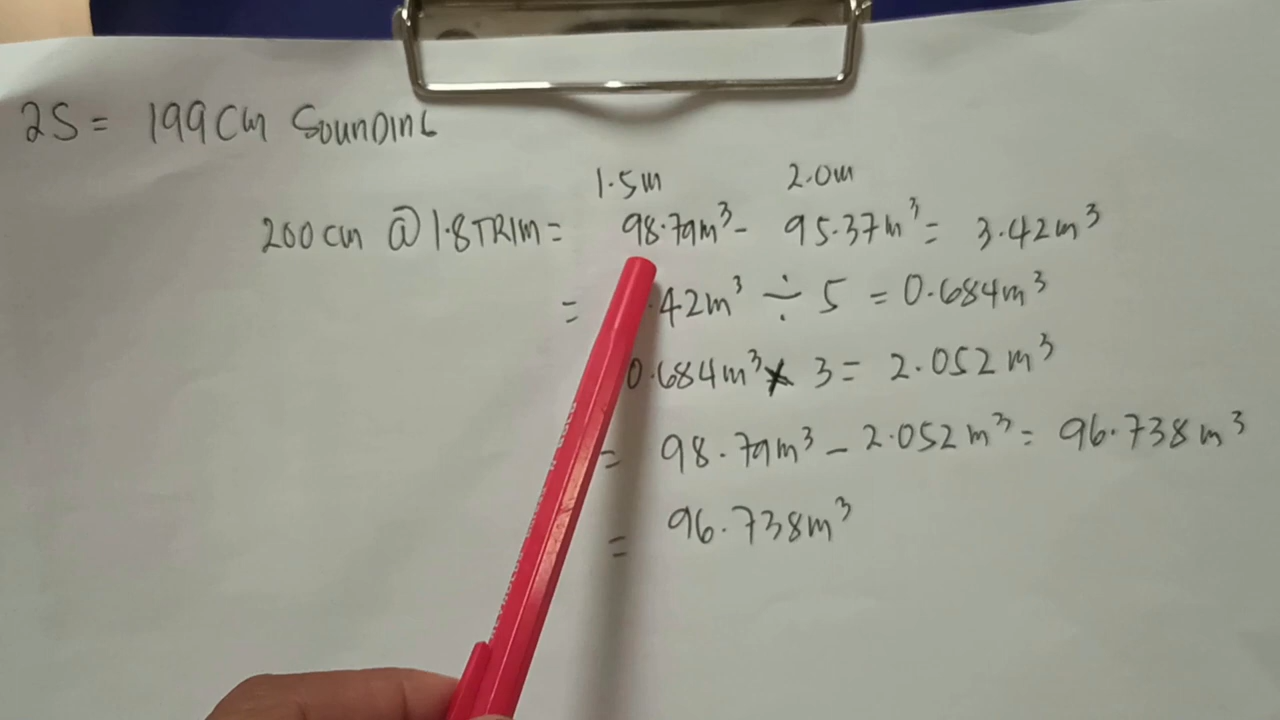 2S = 199cm SOUNDING
1.5m 2.0m
200cm @ 1.8TRIM = 98.79m³ - 95.37m³ = 3.42m³
= .42m³ ÷ 5 = 0.684m³
0.684m³ x 3 = 2.052m³
= 98.79m³ - 2.052m³ = 96.738m³
= 96.738m³